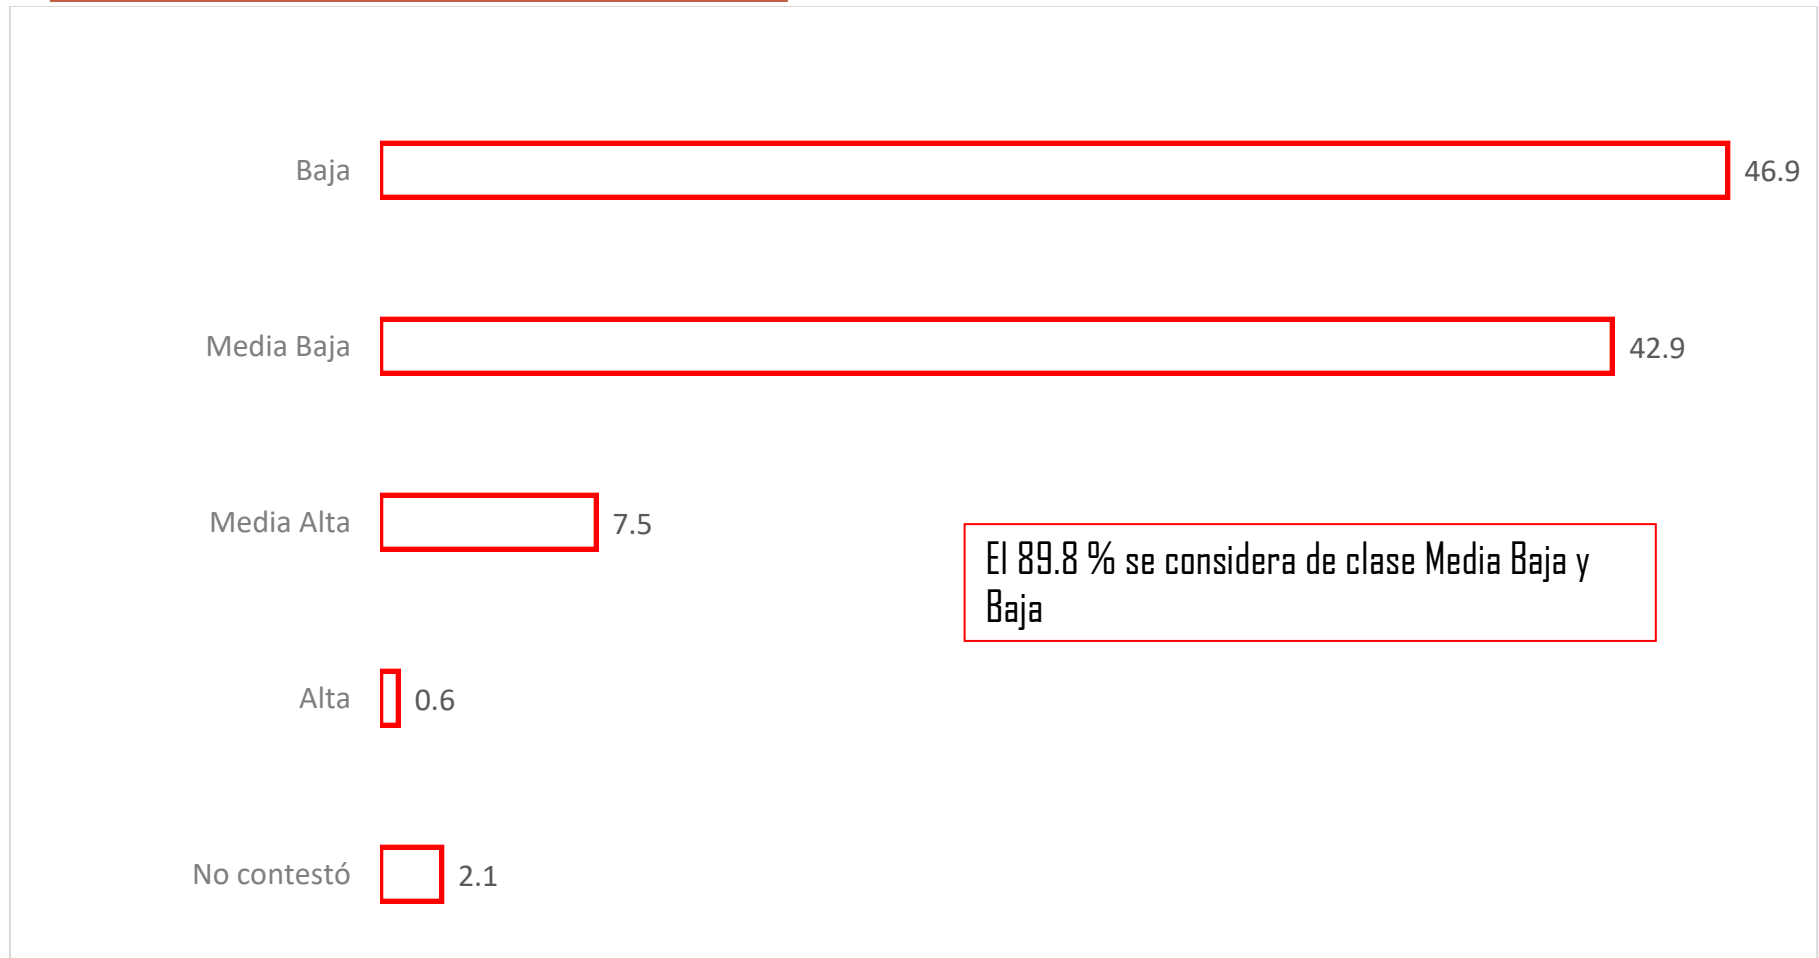 Baja 46.9
Media Baja 42.9
Media Alta 7.5
El 89.8 % se considera de clase Media Baja y
Baja
Alta 0.6
No contestó 2.1